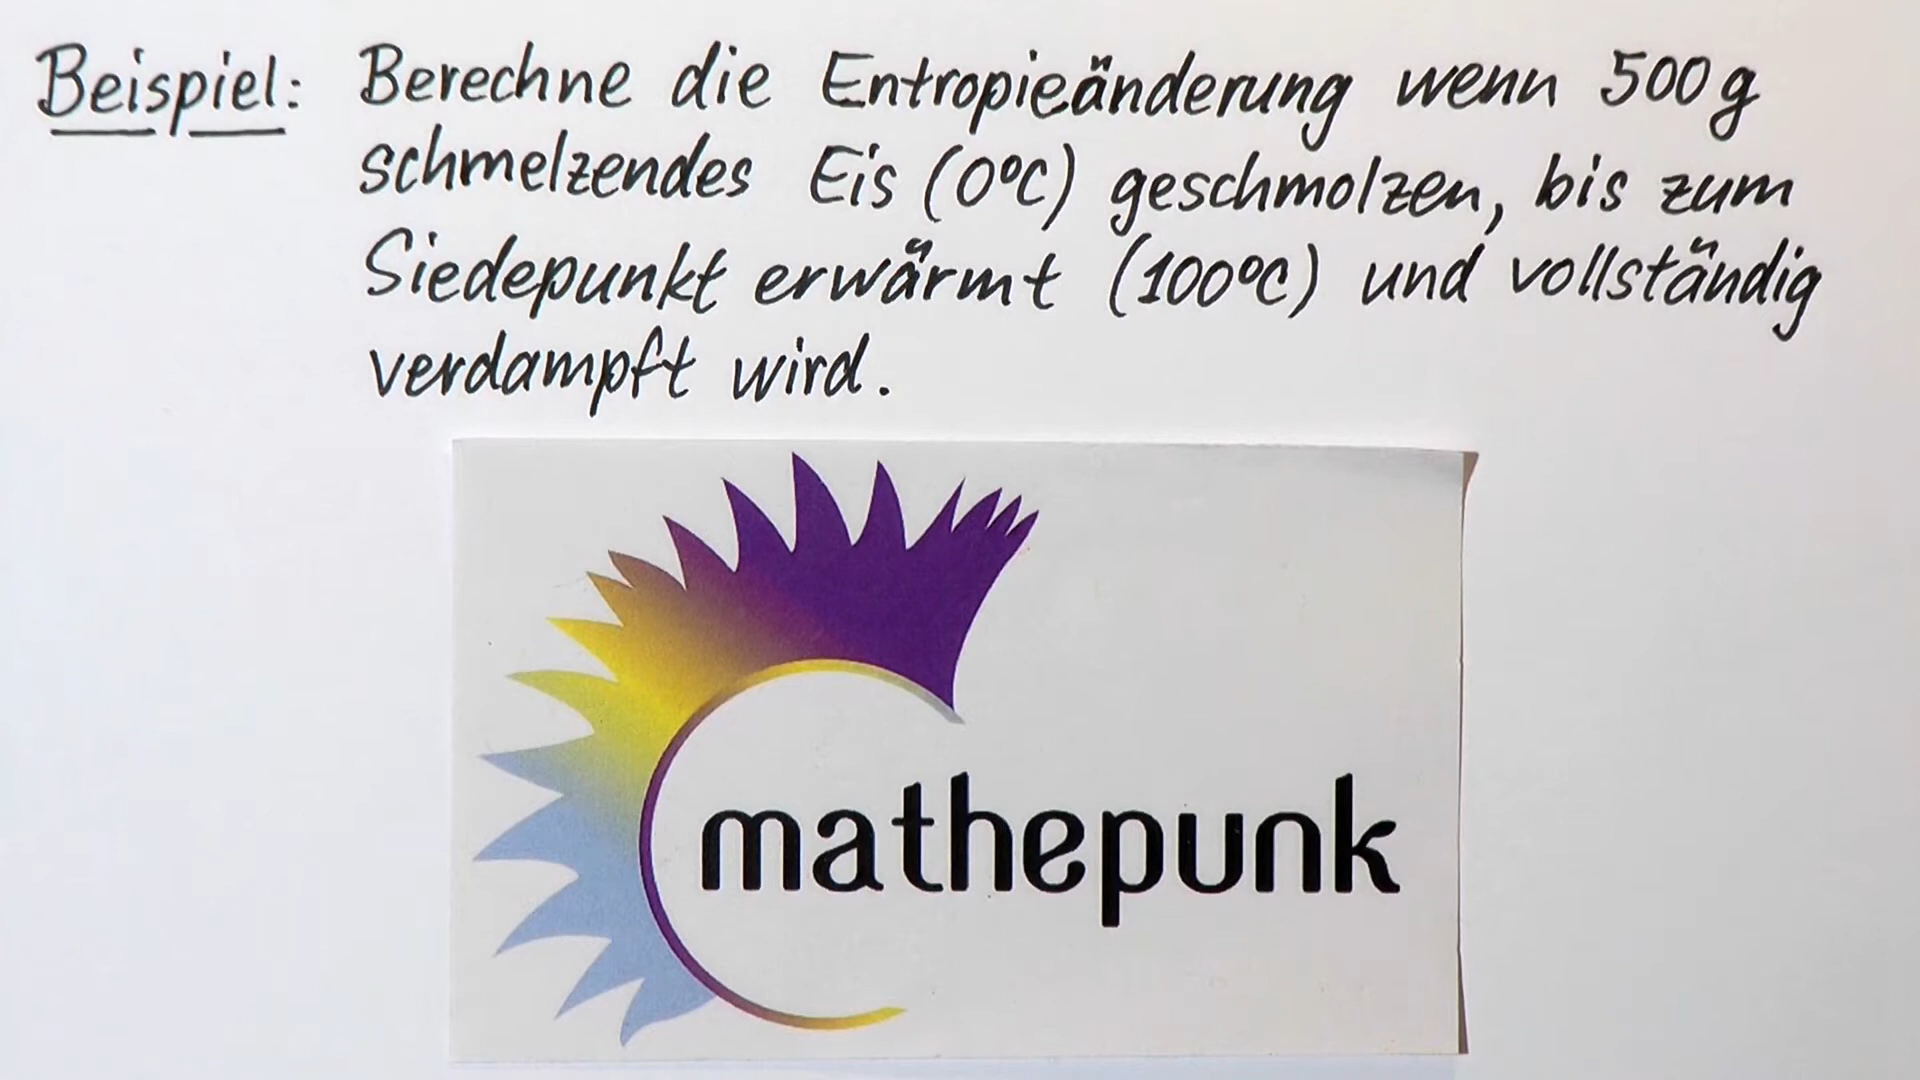 Beispiel: Berechne die Entropieänderung wenn 500g
schmelzendes Eis (0°C) geschmolzen, bis zum
Siedepunkt erwärmt (100°C) und vollständig
verdampft wird.
mathepunk